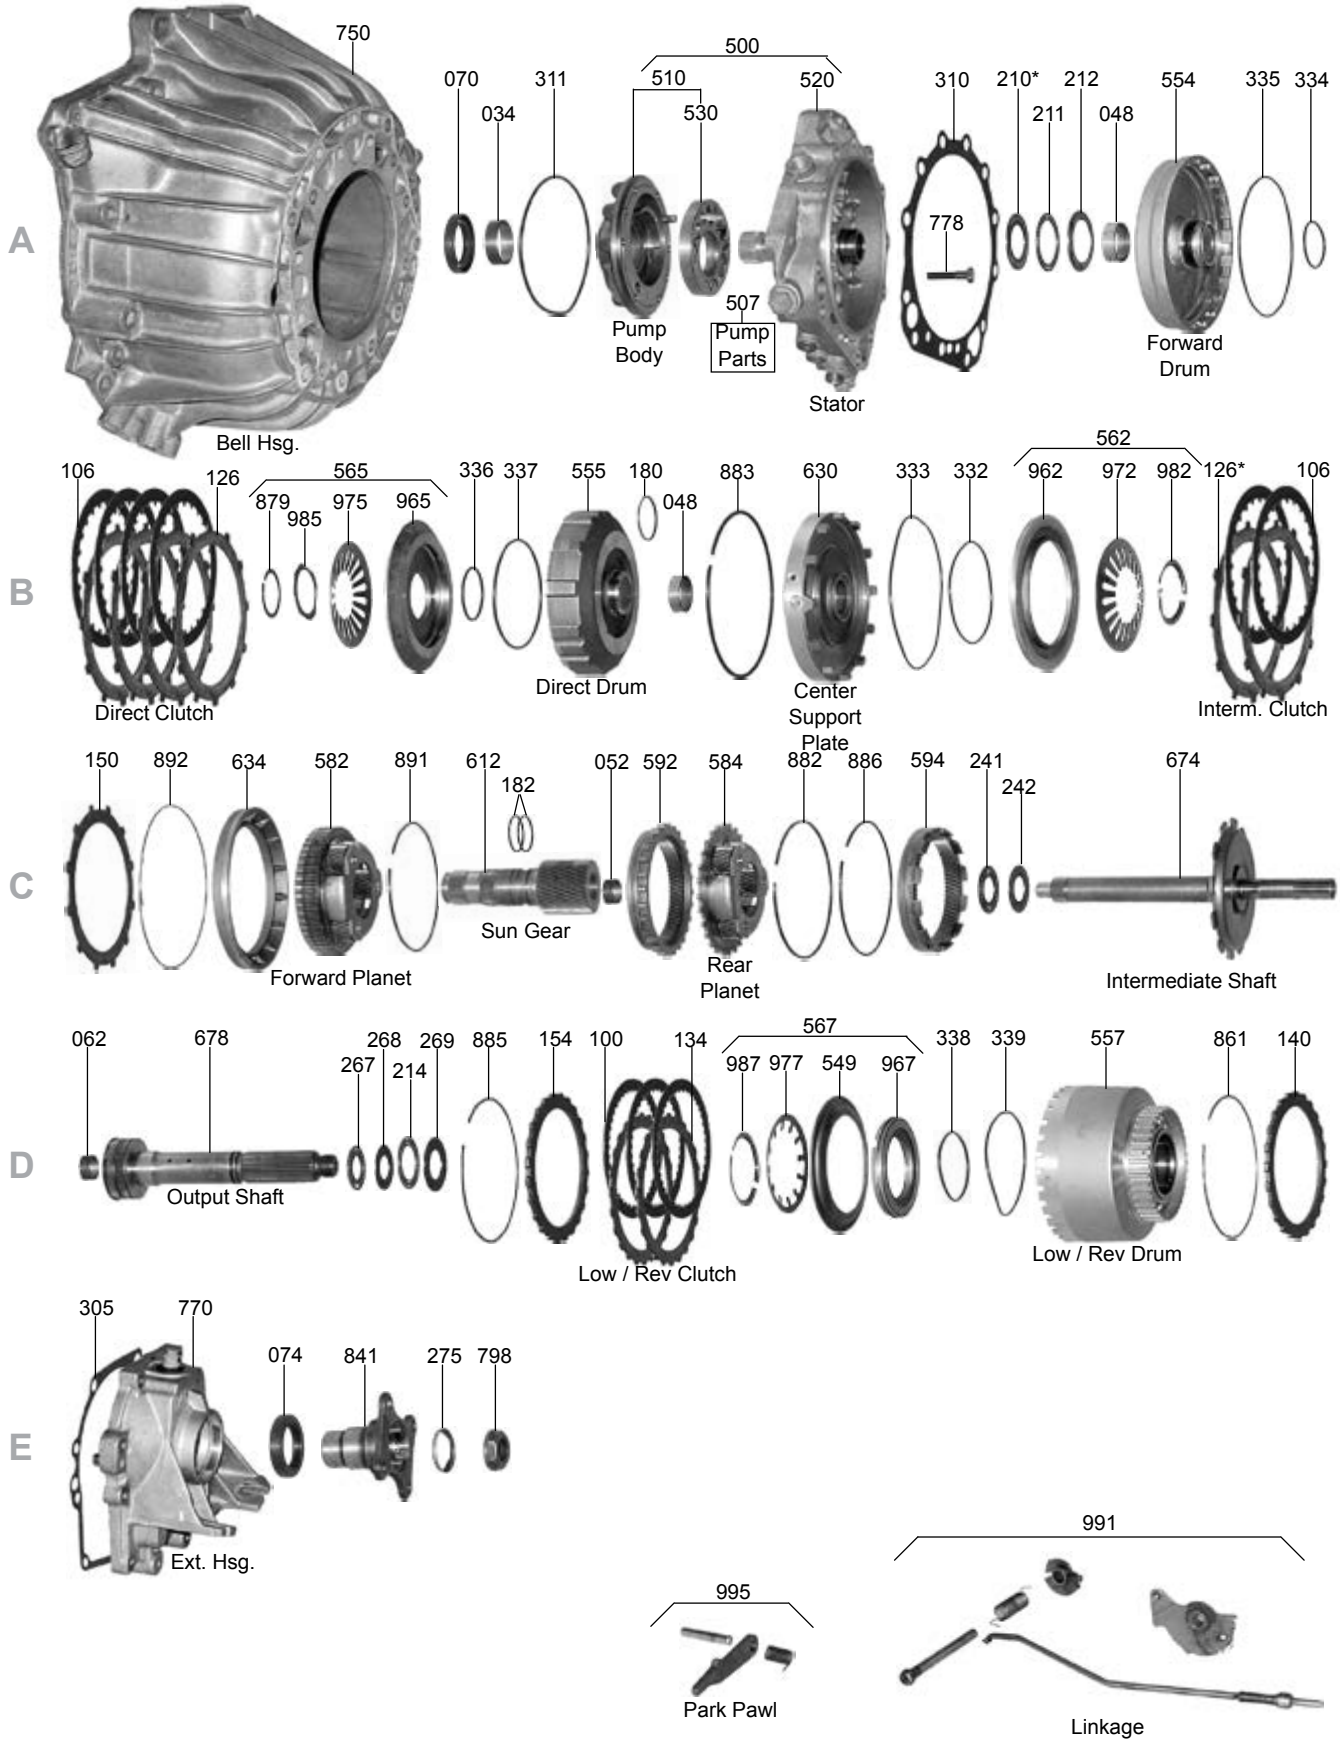 750
500
070
311
510
520
310
210*
212
554
335
334
034
530
211
048
778
A
507
Pump
Body
Pump
Parts
Forward
Drum
Stator
Bell Hsg.
562
106
126
565
336
337
555
180
883
630
333
332
962
972
982
126*
106
879
985
975
965
048
B
Direct Drum
Center
Support
Plate
Direct Clutch
Interm. Clutch
150
892
634
582
891
612
182
052
592
584
882
886
594
241
242
674
C
Sun Gear
Forward Planet
Rear
Planet
Intermediate Shaft
062
678
267
268
214
269
885
154
100
134
567
987
977
549
967
338
339
557
861
140
D
Output Shaft
Low / Rev Clutch
Low / Rev Drum
305
770
074
841
275
798
E
Ext. Hsg.
991
995
Park Pawl
Linkage